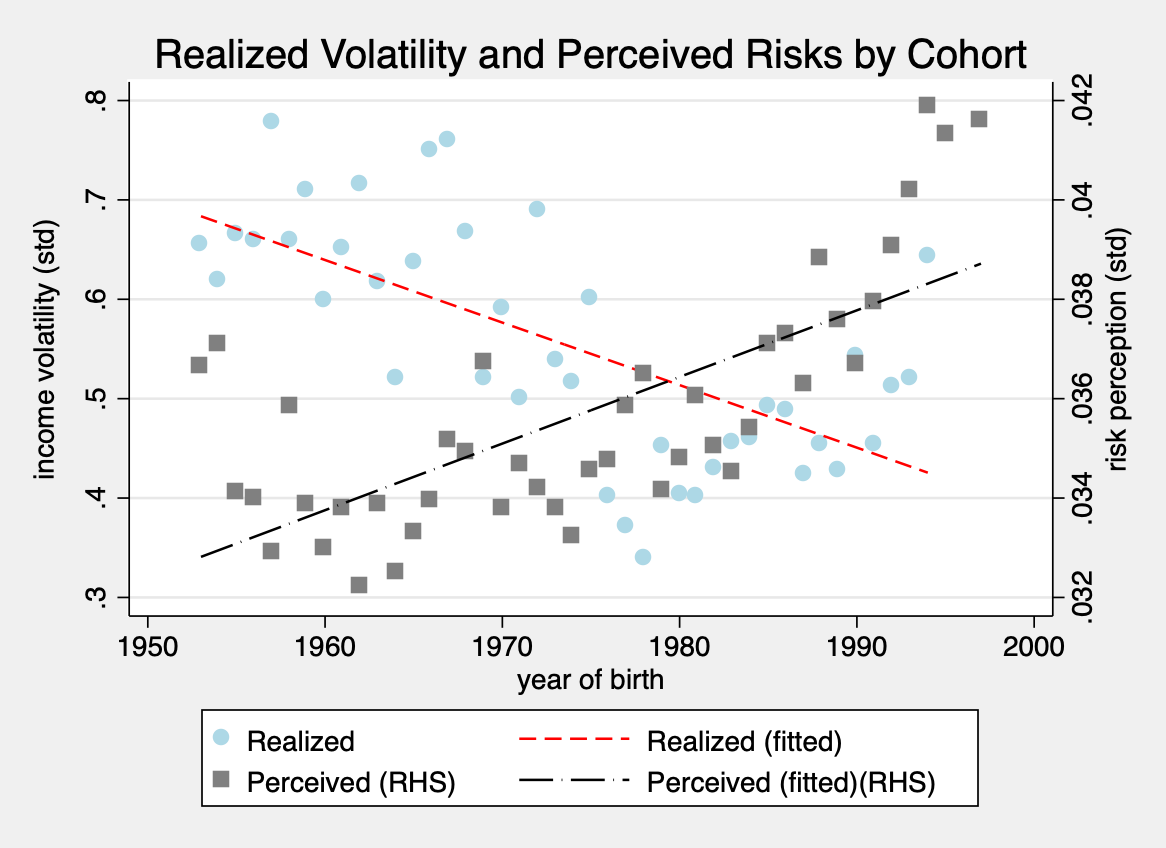 Realized Volatility and Perceived Risks by Cohort
income volatility (std)
.8
.7
.6
.5
.4
.3
.042
.04
.038
.036
.034
.032
risk perception (std)
1950 1960 1970 1980 1990 2000
year of birth
Realized Realized (fitted)
Perceived (RHS) Perceived (fitted)(RHS)